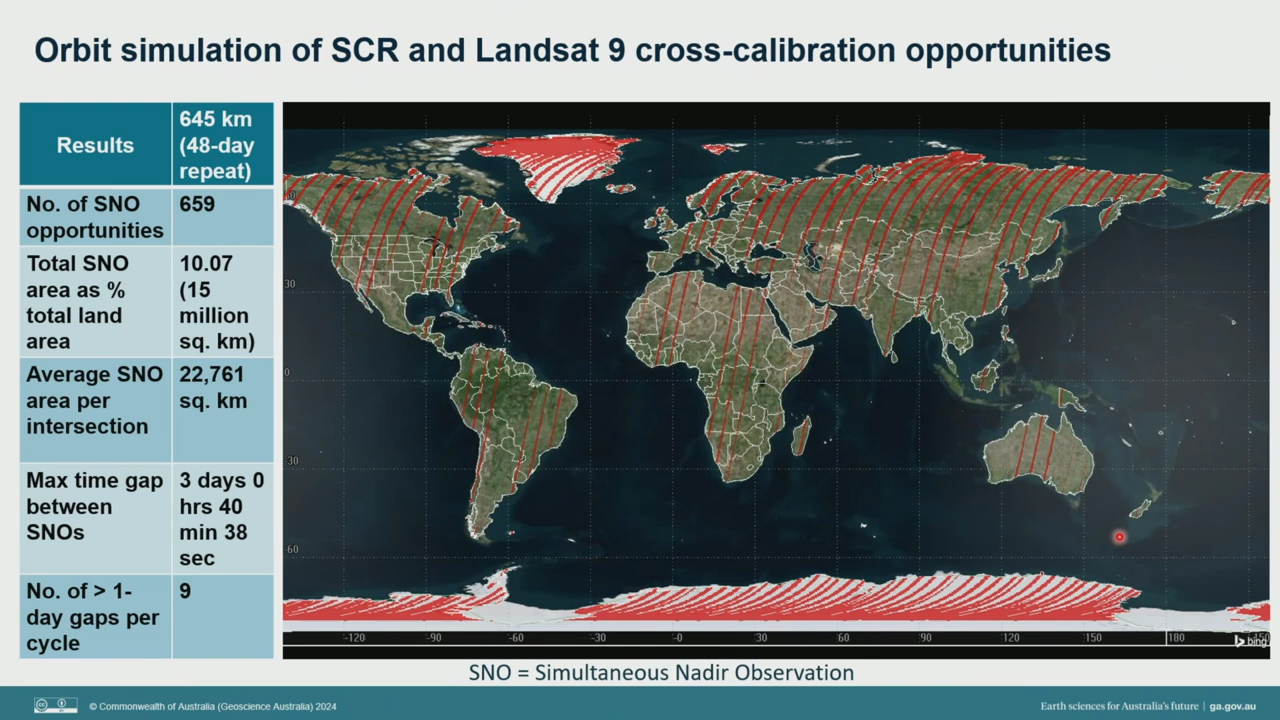 Orbit simulation of SCR and Landsat 9 cross-calibration opportunities
Results
645 km
(48-day
repeat)
No. of SNO
opportunities
659
Total SNO
area as %
total land
area
10.07
(15
million
sq. km)
Average SNO
area per
intersection
22,761
sq. km
Max time gap
between
SNOs
3 days 0
hrs 40
min 38
sec
No. of > 1-
day gaps per
cycle
9
30
0
-30
-60
-120
-90
-60
-30
-0
30
60
90
120
150
180
-150
bing
SNO = Simultaneous Nadir Observation
© Commonwealth of Australia (Geoscience Australia) 2024
Earth sciences for Australia's future | ga.gov.au